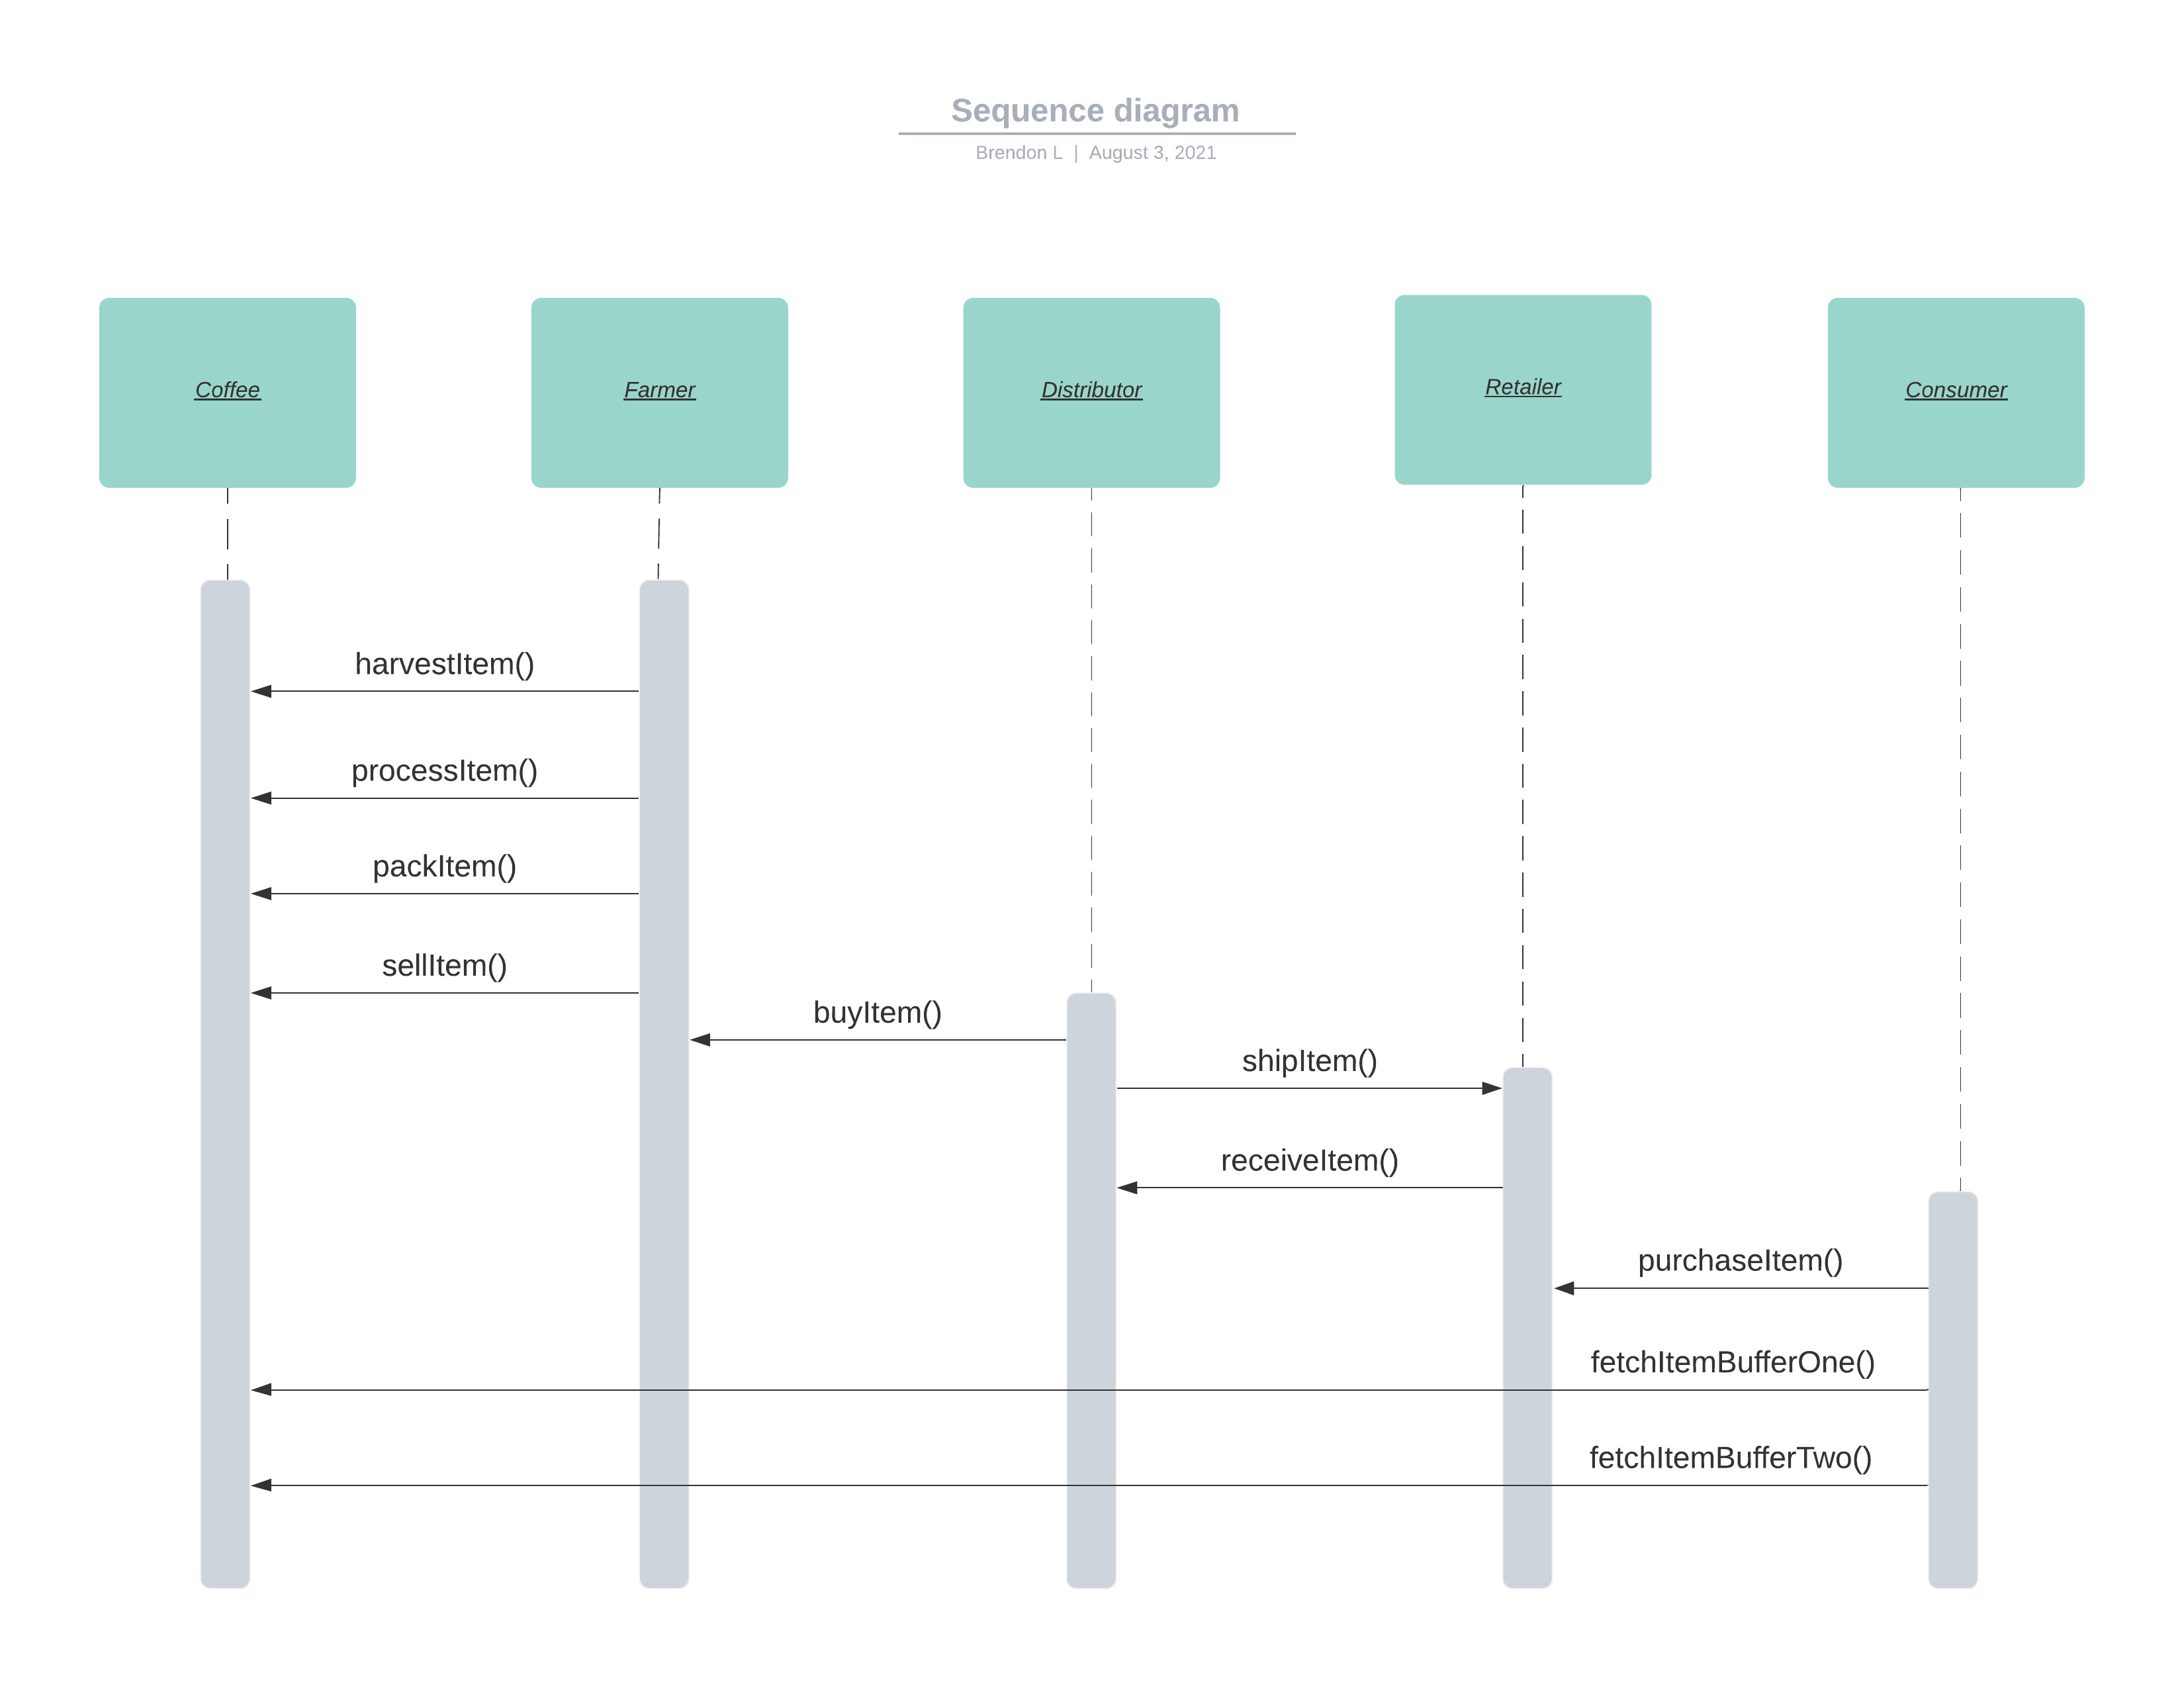 Sequence diagram
Brendon L | August 3, 2021
Coffee
Farmer
Distributor
Retailer
Consumer
harvestItem()
processItem()
packItem()
sellItem()
buyItem()
shipItem()
receiveItem()
purchaseItem()
fetchItemBufferOne()
fetchItemBufferTwo()